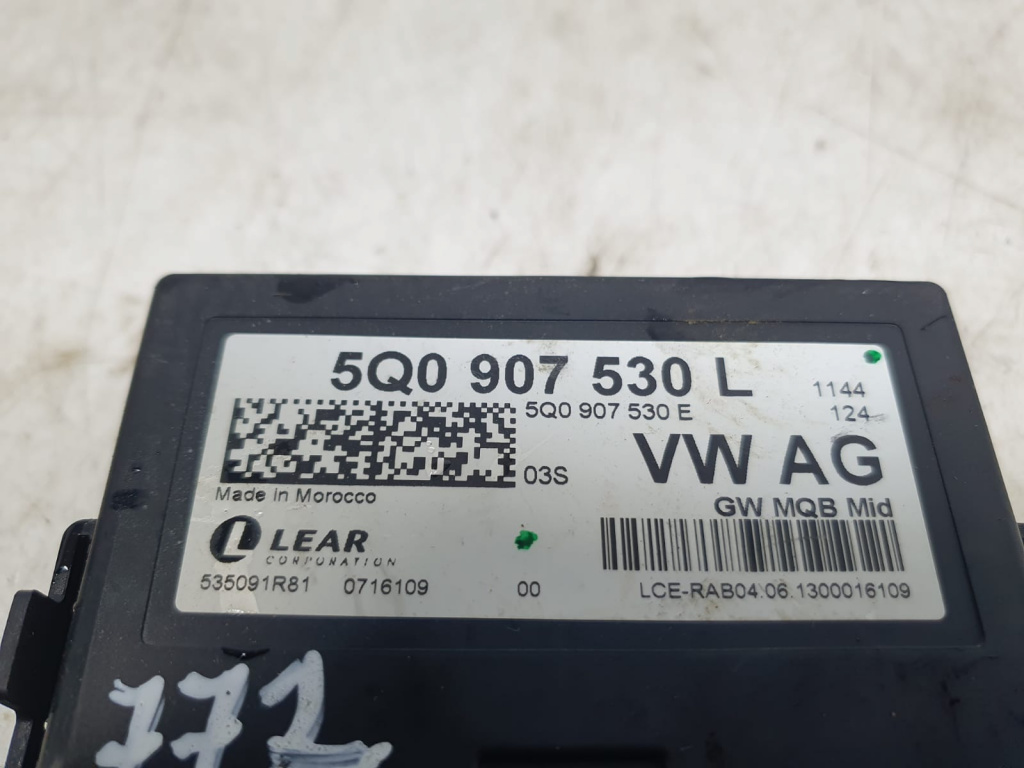 5Q0 907 530 L
1144
5Q0 907 530 E
124
03S
VW AG
Made In Morocco
GW MQB Mid
LEAR
CORPORATION
535091R81 0716109 00
LCE-RAB04.06.1300016109
772